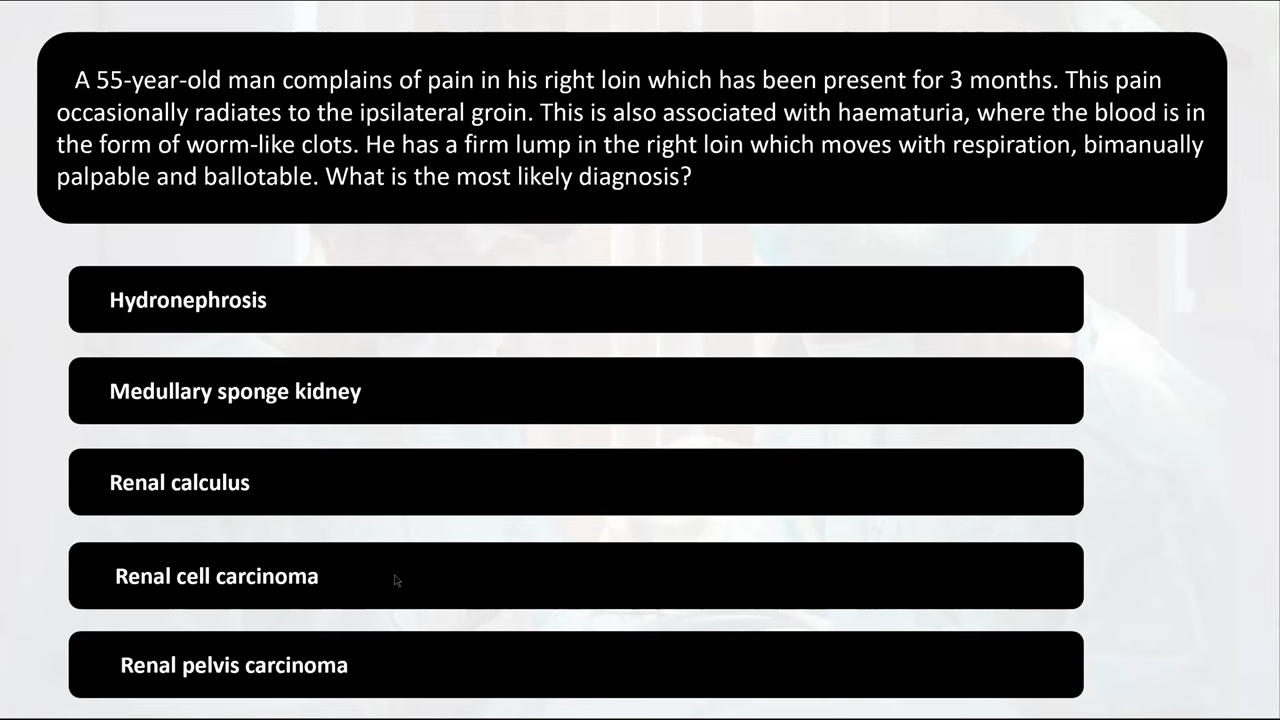 A 55-year-old man complains of pain in his right loin which has been present for 3 months. This pain
occasionally radiates to the ipsilateral groin. This is also associated with haematuria, where the blood is in
the form of worm-like clots. He has a firm lump in the right loin which moves with respiration, bimanually
palpable and ballotable. What is the most likely diagnosis?
Hydronephrosis
Medullary sponge kidney
Renal calculus
Renal cell carcinoma
Renal pelvis carcinoma